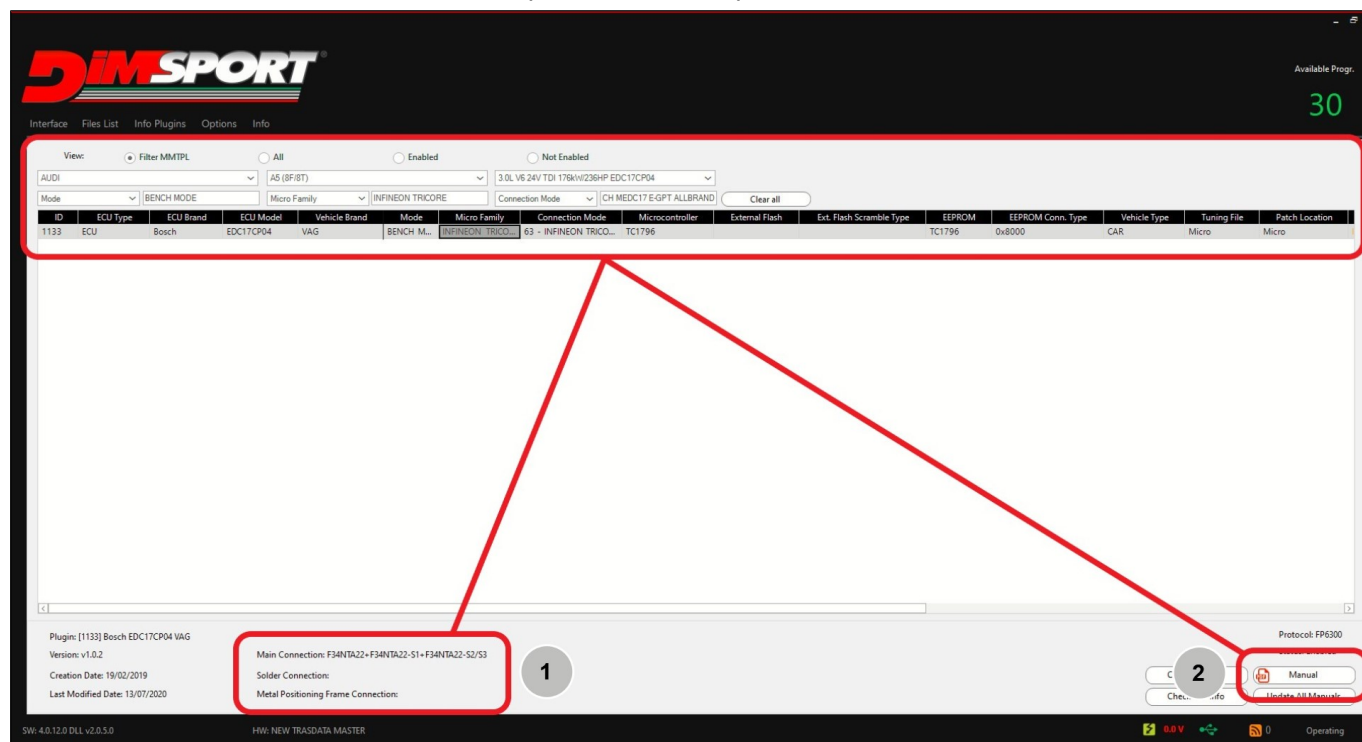 DIMSPORT®
Available Progr.
30
Interface Files List Info Plugins Options Info
View: Filter MMTPL All Enabled Not Enabled
AUDI A5 (8F/8T) 3.0L V6 24V TDI 176kW/236HP EDC17CP04
Mode BENCH MODE Micro Family INFINEON TRICORE Connection Mode CH MEDC17 E-GPT ALLBRAND Clear all
ID ECU Type ECU Brand ECU Model Vehicle Brand Mode Micro Family Connection Mode Microcontroller External Flash Ext. Flash Scramble Type EEPROM EEPROM Conn. Type Vehicle Type Tuning File Patch Location
1133 ECU Bosch EDC17CP04 VAG BENCH M... INFINEON TRICO... 63 - INFINEON TRICO... TC1796 TC1796 0x8000 CAR Micro Micro
Plugin: [1133] Bosch EDC17CP04 VAG Protocol: FP6300
Version: v1.0.2 Main Connection: F34NTA22+F34NTA22-S1+F34NTA22-S2/S3
Creation Date: 19/02/2019 Solder Connection: 1 2 Manual
Last Modified Date: 13/07/2020 Metal Positioning Frame Connection: Update All Manuals
SW: 4.0.12.0 DLL v2.0.5.0 HW: NEW TRASDATA MASTER 0.0 V 0 Operating